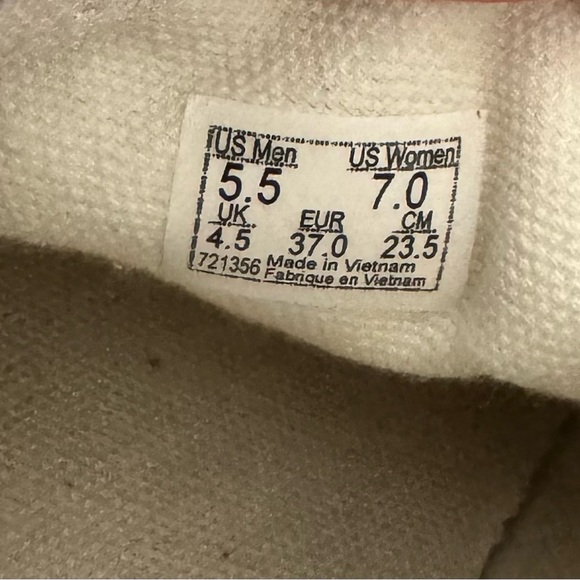 US Men US Women
5.5 7.0
UK EUR CM
4.5 37.0 23.5
721356 Made in Vietnam
Fabrique en Vietnam